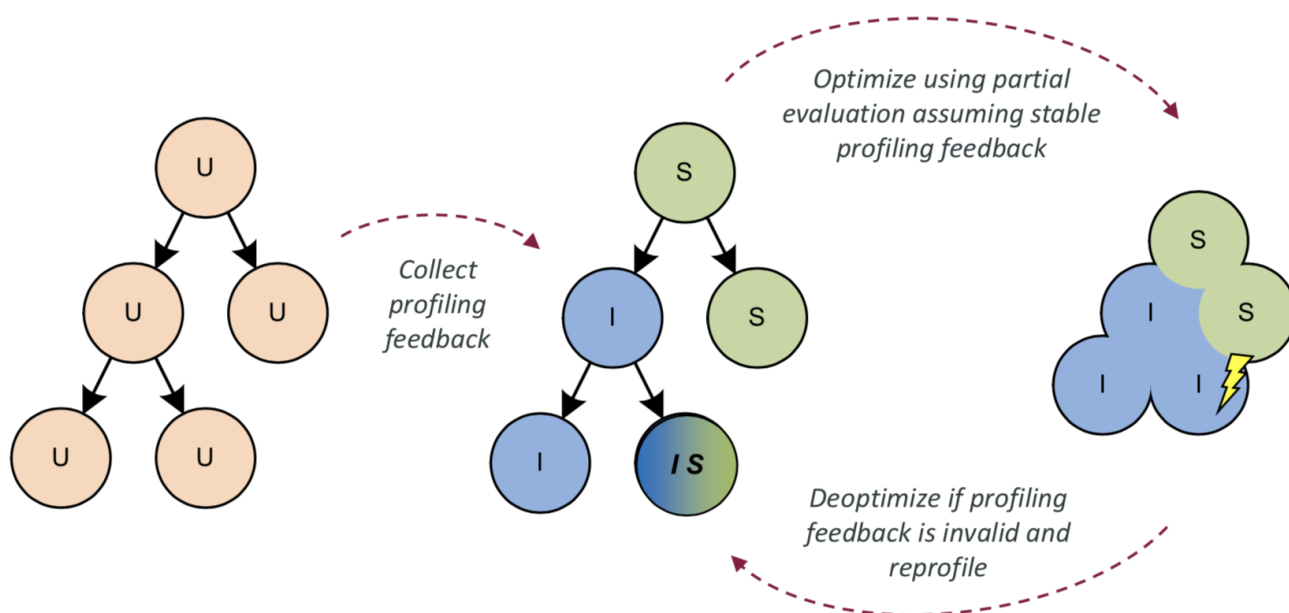 U
U
U
U
U
Collect
profiling
feedback
S
I
S
I
I S
Optimize using partial
evaluation assuming stable
profiling feedback
S
I
S
I
I
Deoptimize if profiling
feedback is invalid and
reprofile